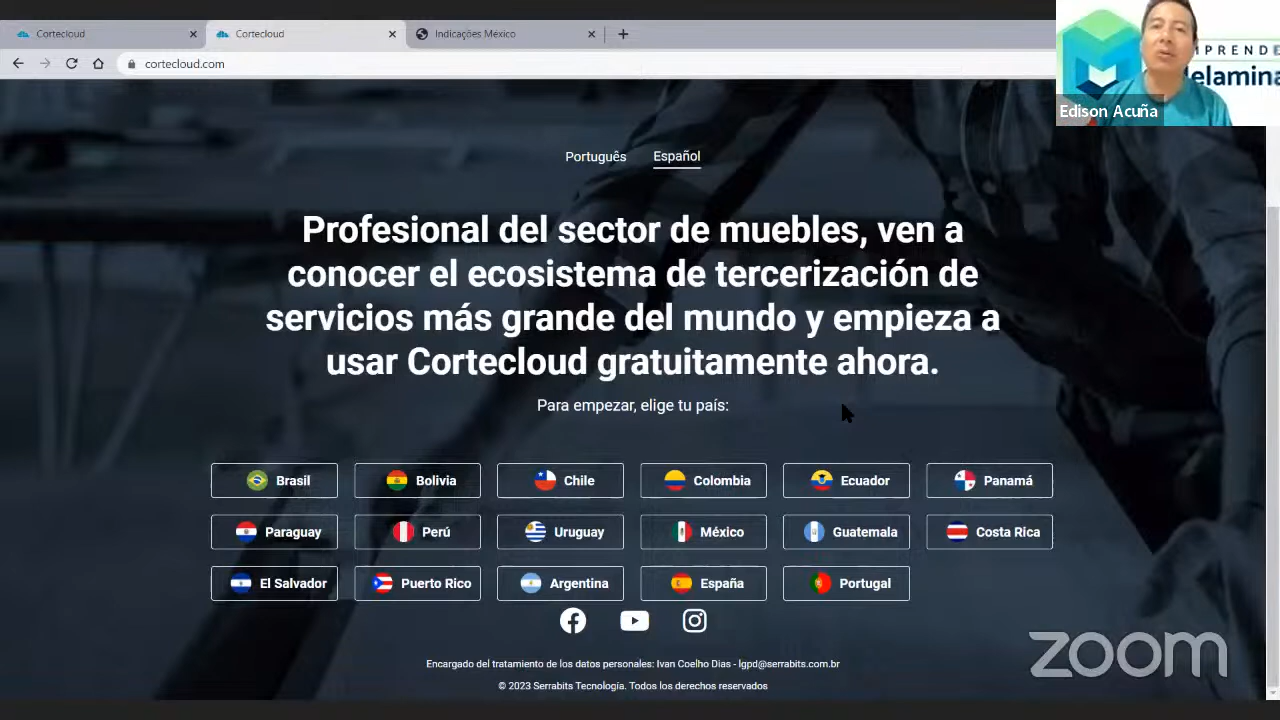 Cortecloud
Cortecloud
Indicações México
cortecloud.com
PRENDE
elamina
Edison Acuña
Português
Español
Profesional del sector de muebles, ven a
conocer el ecosistema de tercerización de
servicios más grande del mundo y empieza a
usar Cortecloud gratuitamente ahora.
Para empezar, elige tu país:
Brasil
Bolivia
Chile
Colombia
Ecuador
Panamá
Paraguay
Perú
Uruguay
México
Guatemala
Costa Rica
El Salvador
Puerto Rico
Argentina
España
Portugal
Encargado del tratamiento de los datos personales: Ivan Coelho Dias - lgpd@serrabits.com.br
© 2023 Serrabits Tecnología. Todos los derechos reservados
zoom